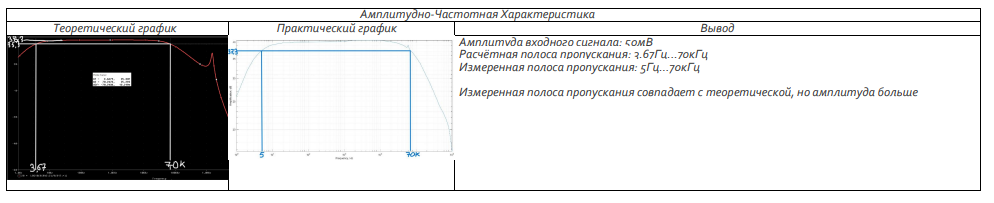 Амплитудно-Частотная Характеристика
Теоретический график
Практический график
Вывод
Амплитуда входного сигнала: 50мВ
Расчётная полоса пропускания: 3.67Гц...70кГц
Измеренная полоса пропускания: 5Гц...70кГц
Измеренная полоса пропускания совпадает с теоретической, но амплитуда больше
3,67
70к
5
70к